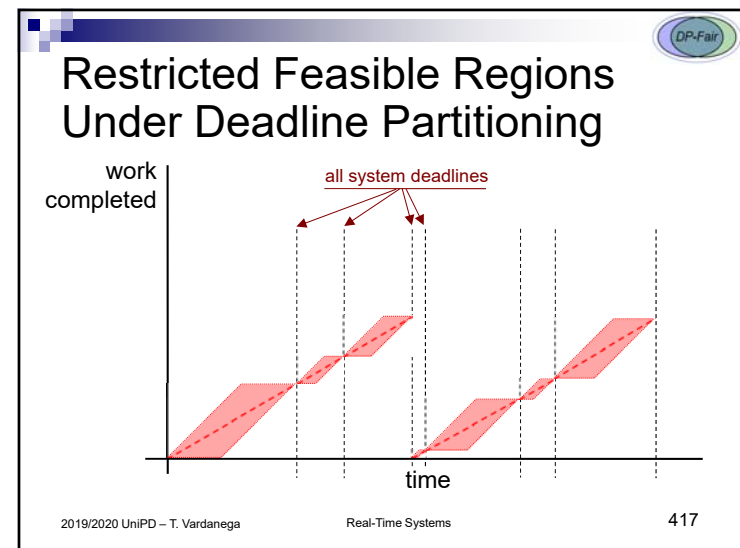 DP-Fair
Restricted Feasible Regions
Under Deadline Partitioning
work
completed
all system deadlines
time
2019/2020 UniPD – T. Vardanega
Real-Time Systems
417